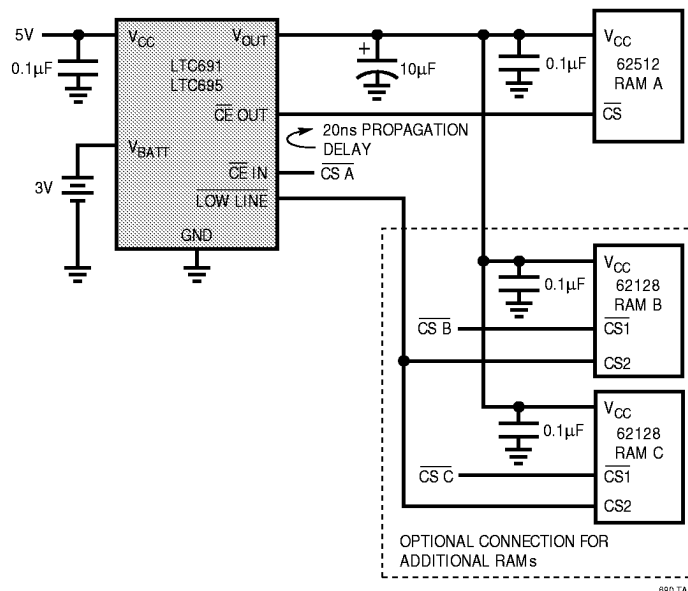 5V
0.1µF
VCC
VOUT
LTC691
LTC695
CE OUT
VBATT
CE IN
LOW LINE
GND
3V
10µF
0.1µF
VCC
62512
RAM A
CS
20ns PROPAGATION
DELAY
CS A
0.1µF
VCC
62128
RAM B
CS B
CS1
CS2
0.1µF
VCC
62128
RAM C
CS C
CS1
CS2
OPTIONAL CONNECTION FOR
ADDITIONAL RAMs